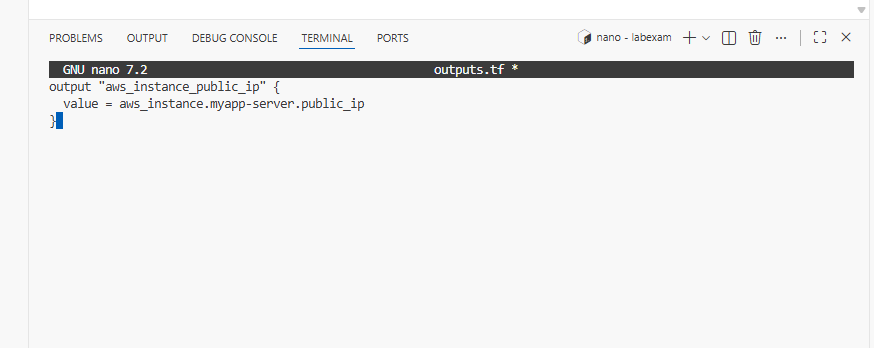 PROBLEMS OUTPUT DEBUG CONSOLE TERMINAL PORTS nano - labexam
GNU nano 7.2 outputs.tf *
output "aws_instance_public_ip" {
  value = aws_instance.myapp-server.public_ip
}